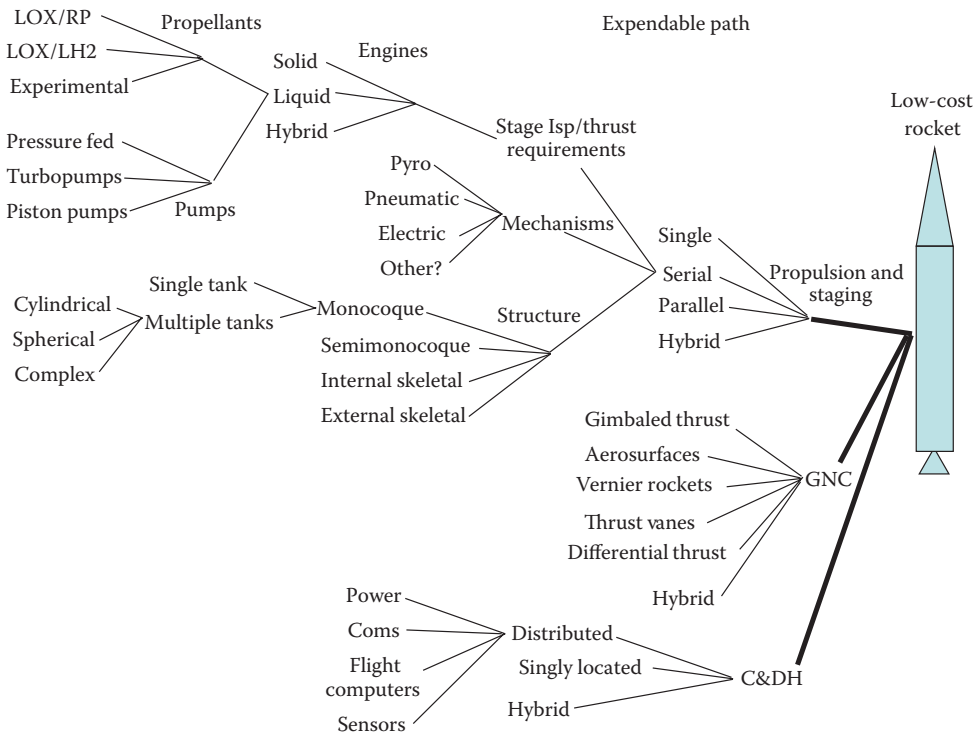 Expendable path
Low-cost
rocket
LOX/RP
LOX/LH2
Experimental
Propellants
Pressure fed
Turbopumps
Piston pumps
Pumps
Solid
Liquid
Hybrid
Engines
Stage Isp/thrust
requirements
Pyro
Pneumatic
Electric
Other?
Mechanisms
Cylindrical
Spherical
Complex
Single tank
Multiple tanks
Monocoque
Semimonocoque
Internal skeletal
External skeletal
Structure
Single
Serial
Parallel
Hybrid
Propulsion and
staging
Gimbaled thrust
Aerosurfaces
Vernier rockets
Thrust vanes
Differential thrust
Hybrid
GNC
Power
Coms
Flight
computers
Sensors
Distributed
Singly located
Hybrid
C&DH